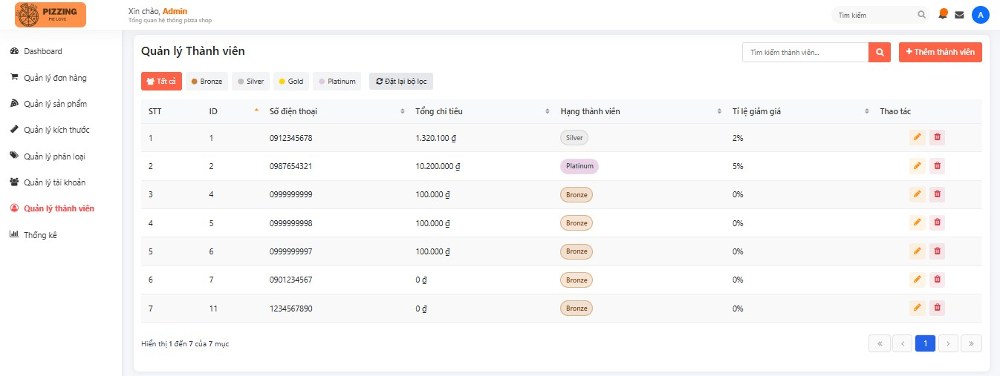 PIZZING
PIE LOVE
Xin chào, Admin
Tổng quan hệ thống pizza shop
Tìm kiếm
A
Dashboard
Quản lý đơn hàng
Quản lý sản phẩm
Quản lý kích thước
Quản lý phân loại
Quản lý tài khoản
Quản lý thành viên
Thống kê
Quản lý Thành viên
Tìm kiếm thành viên...
Thêm thành viên
Tất cả Bronze Silver Gold Platinum Đặt lại bộ lọc
STT ID Số điện thoại Tổng chi tiêu Hạng thành viên Tỉ lệ giảm giá Thao tác
1 1 0912345678 1.320.100 ₫ Silver 2%
2 2 0987654321 10.200.000 ₫ Platinum 5%
3 4 0999999999 100.000 ₫ Bronze 0%
4 5 0999999998 100.000 ₫ Bronze 0%
5 6 0999999997 100.000 ₫ Bronze 0%
6 7 0901234567 0 ₫ Bronze 0%
7 11 1234567890 0 ₫ Bronze 0%
Hiển thị 1 đến 7 của 7 mục
« ‹ 1 › »